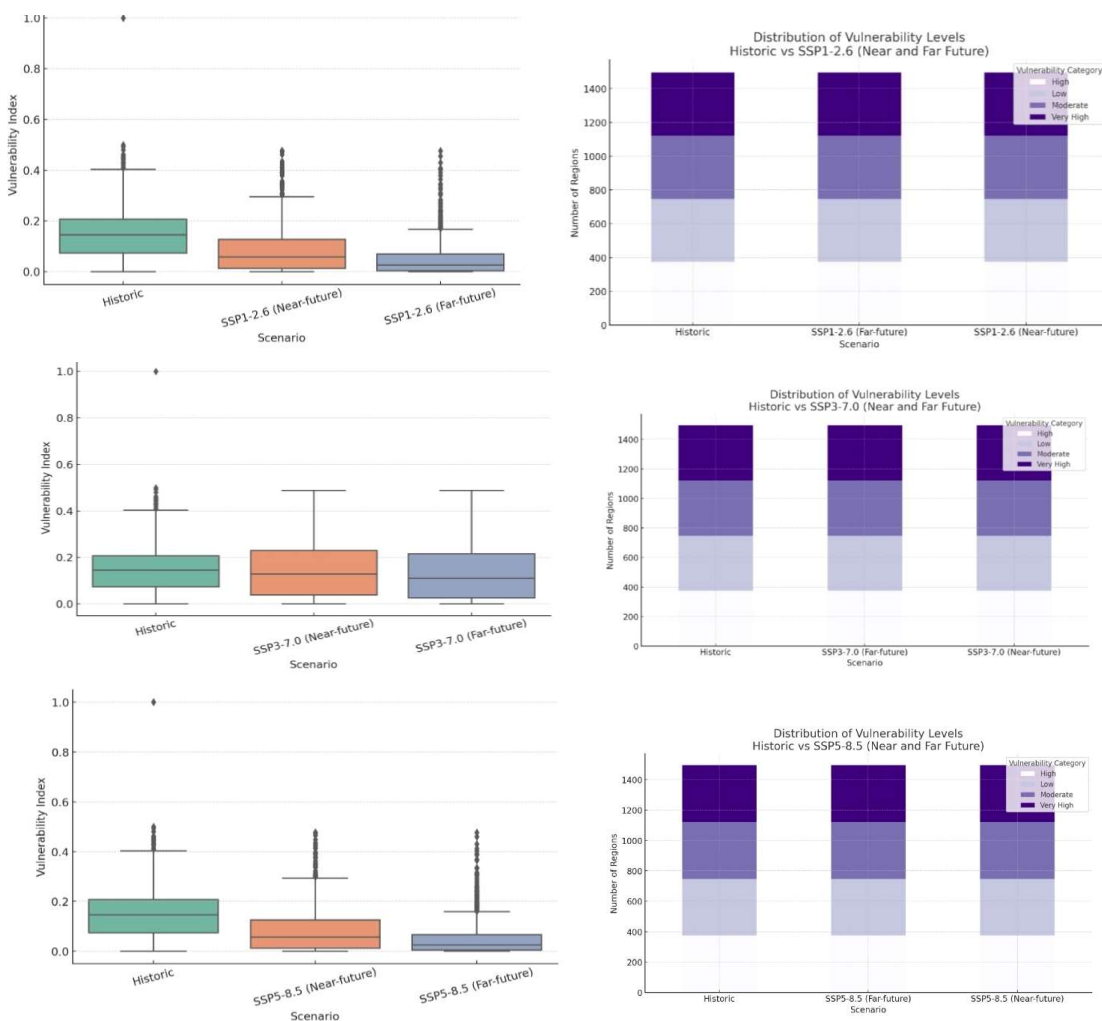 1.0
0.8
0.6
0.4
0.2
0.0
Vulnerability Index
Historic
SSP1-2.6 (Near-future)
SSP1-2.6 (Far-future)
Scenario
Distribution of Vulnerability Levels
Historic vs SSP1-2.6 (Near and Far Future)
Vulnerability Category
High
Low
Moderate
Very High
1400
1200
1000
800
600
400
200
0
Number of Regions
Historic
SSP1-2.6 (Far-future)
SSP1-2.6 (Near-future)
Scenario
1.0
0.8
0.6
0.4
0.2
0.0
Vulnerability Index
Historic
SSP3-7.0 (Near-future)
SSP3-7.0 (Far-future)
Scenario
Distribution of Vulnerability Levels
Historic vs SSP3-7.0 (Near and Far Future)
Vulnerability Category
High
Low
Moderate
Very High
1400
1200
1000
800
600
400
200
0
Number of Regions
Historic
SSP3-7.0 (Far-future)
SSP3-7.0 (Near-future)
Scenario
1.0
0.8
0.6
0.4
0.2
0.0
Vulnerability Index
Historic
SSP5-8.5 (Near-future)
SSP5-8.5 (Far-future)
Scenario
Distribution of Vulnerability Levels
Historic vs SSP5-8.5 (Near and Far Future)
Vulnerability Category
High
Low
Moderate
Very High
1400
1200
1000
800
600
400
200
0
Number of Regions
Historic
SSP5-8.5 (Far-future)
SSP5-8.5 (Near-future)
Scenario